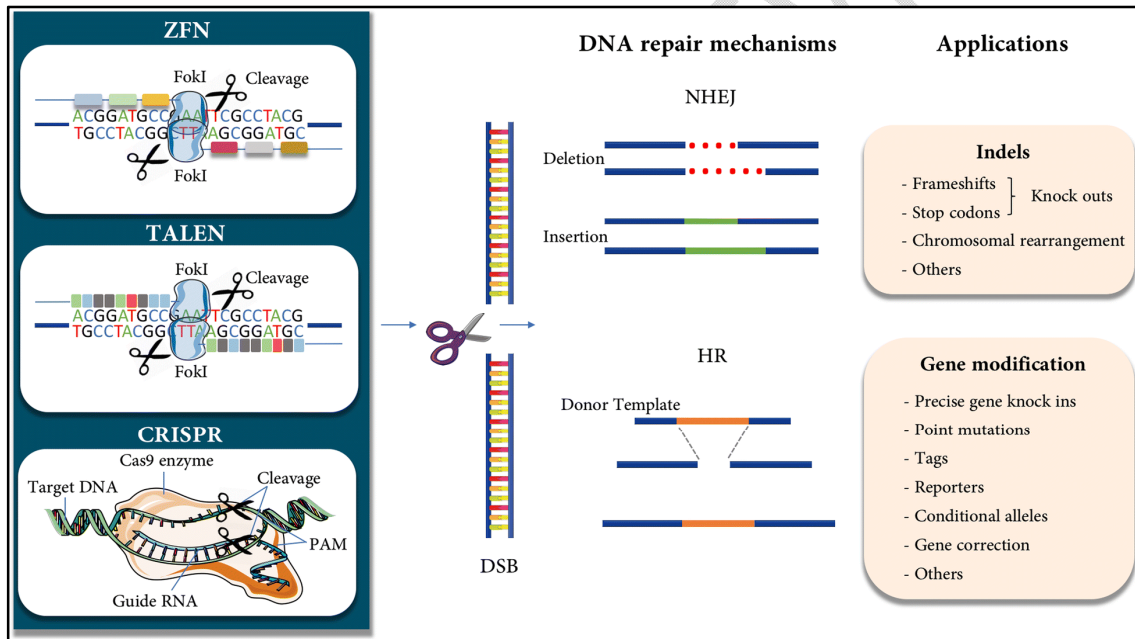 ZFN
FokI
Cleavage
ACGGATGCCGAATTCGCCTACG
TGCCTACGGCTTAAGCGGATGC
FokI
TALEN
FokI
Cleavage
ACGGATGCCGAATTCGCCTACG
TGCCTACGGCTTAAGCGGATGC
FokI
CRISPR
Cas9 enzyme
Target DNA
Cleavage
PAM
Guide RNA
DSB
DNA repair mechanisms
NHEJ
Deletion
Insertion
HR
Donor Template
Applications
Indels
- Frameshifts
- Stop codons
Knock outs
- Chromosomal rearrangement
- Others
Gene modification
- Precise gene knock ins
- Point mutations
- Tags
- Reporters
- Conditional alleles
- Gene correction
- Others